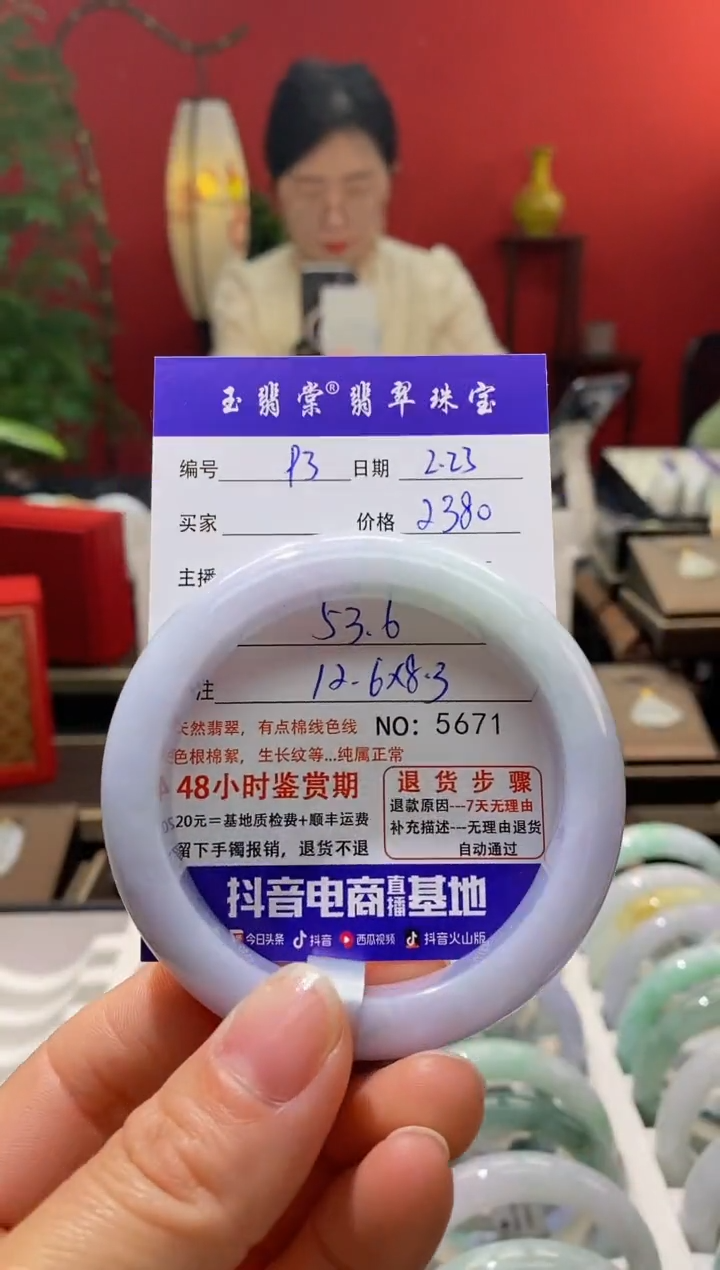 玉翡棠®翡翠珠宝
编号 P3 日期 2.23
买家 价格 2380
主播
53.6
注 12.6x8.3
天然翡翠，有点棉线色线 NO: 5671
色根棉絮，生长纹等...纯属正常
48小时鉴赏期
退货步骤
20元=基地质检费+顺丰运费
退款原因---7天无理由
留下手镯报销，退货不退
补充描述---无理由退货
自动通过
抖音电商直播基地
今日头条 抖音 西瓜视频 抖音火山版